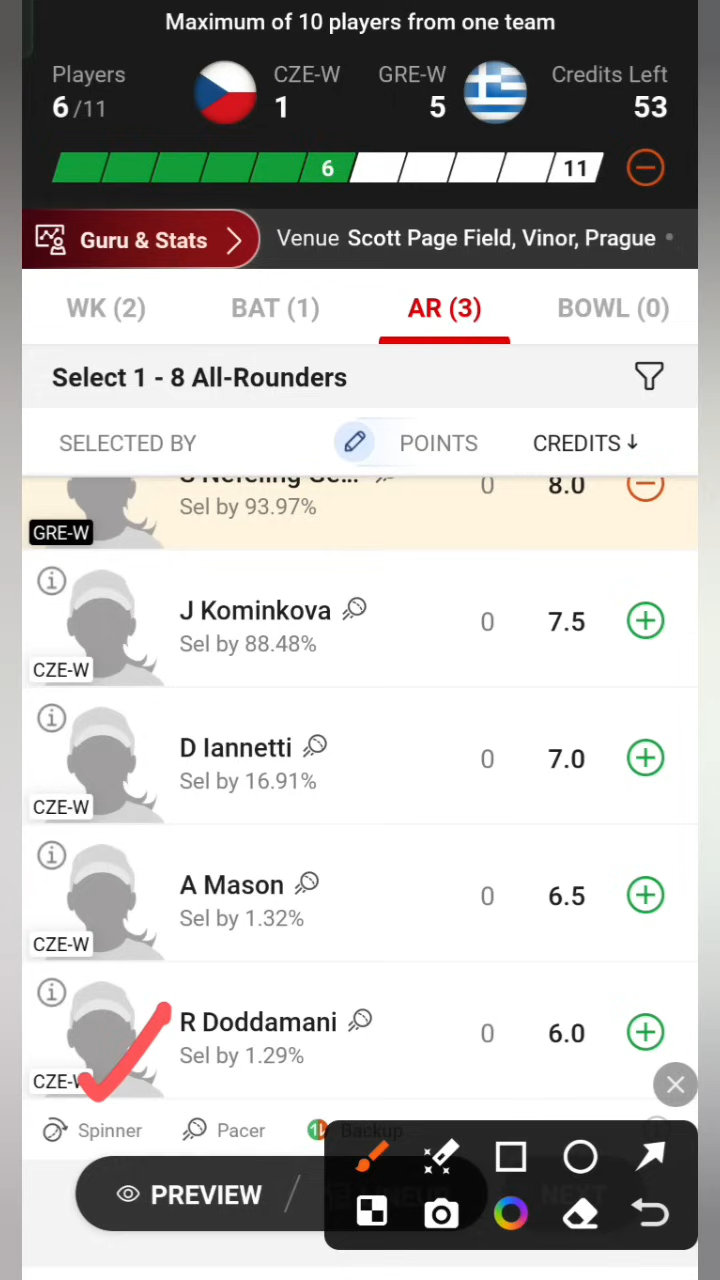 Maximum of 10 players from one team
Players
CZE-W
GRE-W
Credits Left
6 /11
1
5
53
6
11
Guru & Stats
Venue Scott Page Field, Vinor, Prague
WK (2)
BAT (1)
AR (3)
BOWL (0)
Select 1 - 8 All-Rounders
SELECTED BY
POINTS
CREDITS
0
8.0
Sel by 93.97%
GRE-W
J Kominkova
0
7.5
Sel by 88.48%
CZE-W
D Iannetti
0
7.0
Sel by 16.91%
CZE-W
A Mason
0
6.5
Sel by 1.32%
CZE-W
R Doddamani
0
6.0
Sel by 1.29%
CZE-W
Spinner
Pacer
Backup
PREVIEW
NEXT